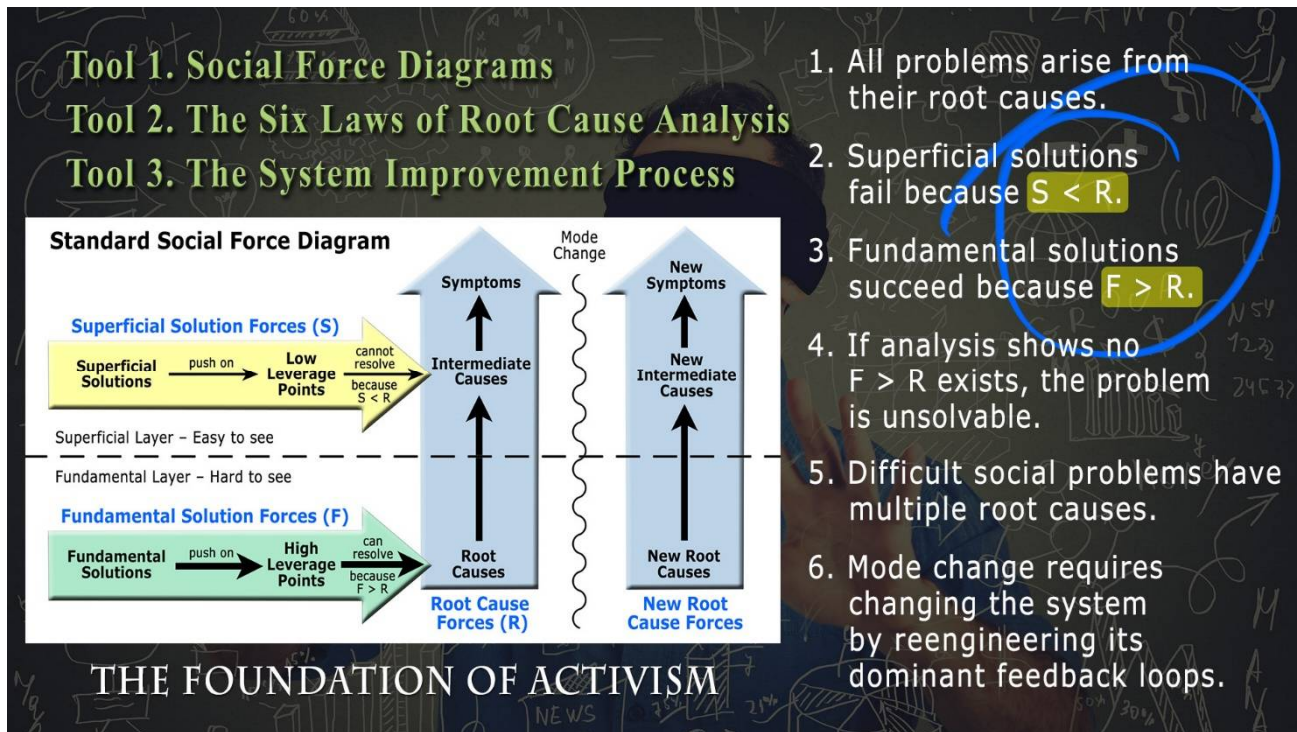 Tool 1. Social Force Diagrams
Tool 2. The Six Laws of Root Cause Analysis
Tool 3. The System Improvement Process
Standard Social Force Diagram
Mode
Change
Symptoms
New
Symptoms
Superficial Solution Forces (S)
Superficial
Solutions
push on
Low
Leverage
Points
cannot
resolve
because
S < R
Intermediate
Causes
New
Intermediate
Causes
Superficial Layer – Easy to see
Fundamental Layer – Hard to see
Fundamental Solution Forces (F)
Fundamental
Solutions
push on
High
Leverage
Points
can
resolve
because
F > R
Root
Causes
New Root
Causes
Root Cause
Forces (R)
New Root
Cause Forces
THE FOUNDATION OF ACTIVISM
1. All problems arise from
their root causes.
2. Superficial solutions
fail because S < R.
3. Fundamental solutions
succeed because F > R.
4. If analysis shows no
F > R exists, the problem
is unsolvable.
5. Difficult social problems have
multiple root causes.
6. Mode change requires
changing the system
by reengineering its
dominant feedback loops.
60%
N54
1232
24532
NEWS
21%
30%